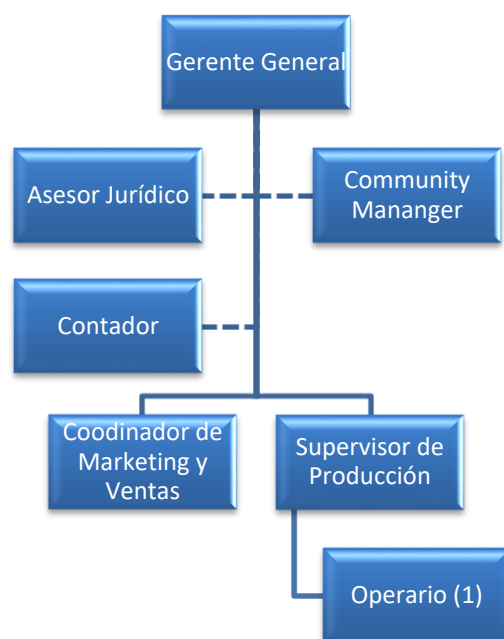 Gerente General
Asesor Jurídico
Community
Mananger
Contador
Coodinador de
Marketing y
Ventas
Supervisor de
Producción
Operario (1)